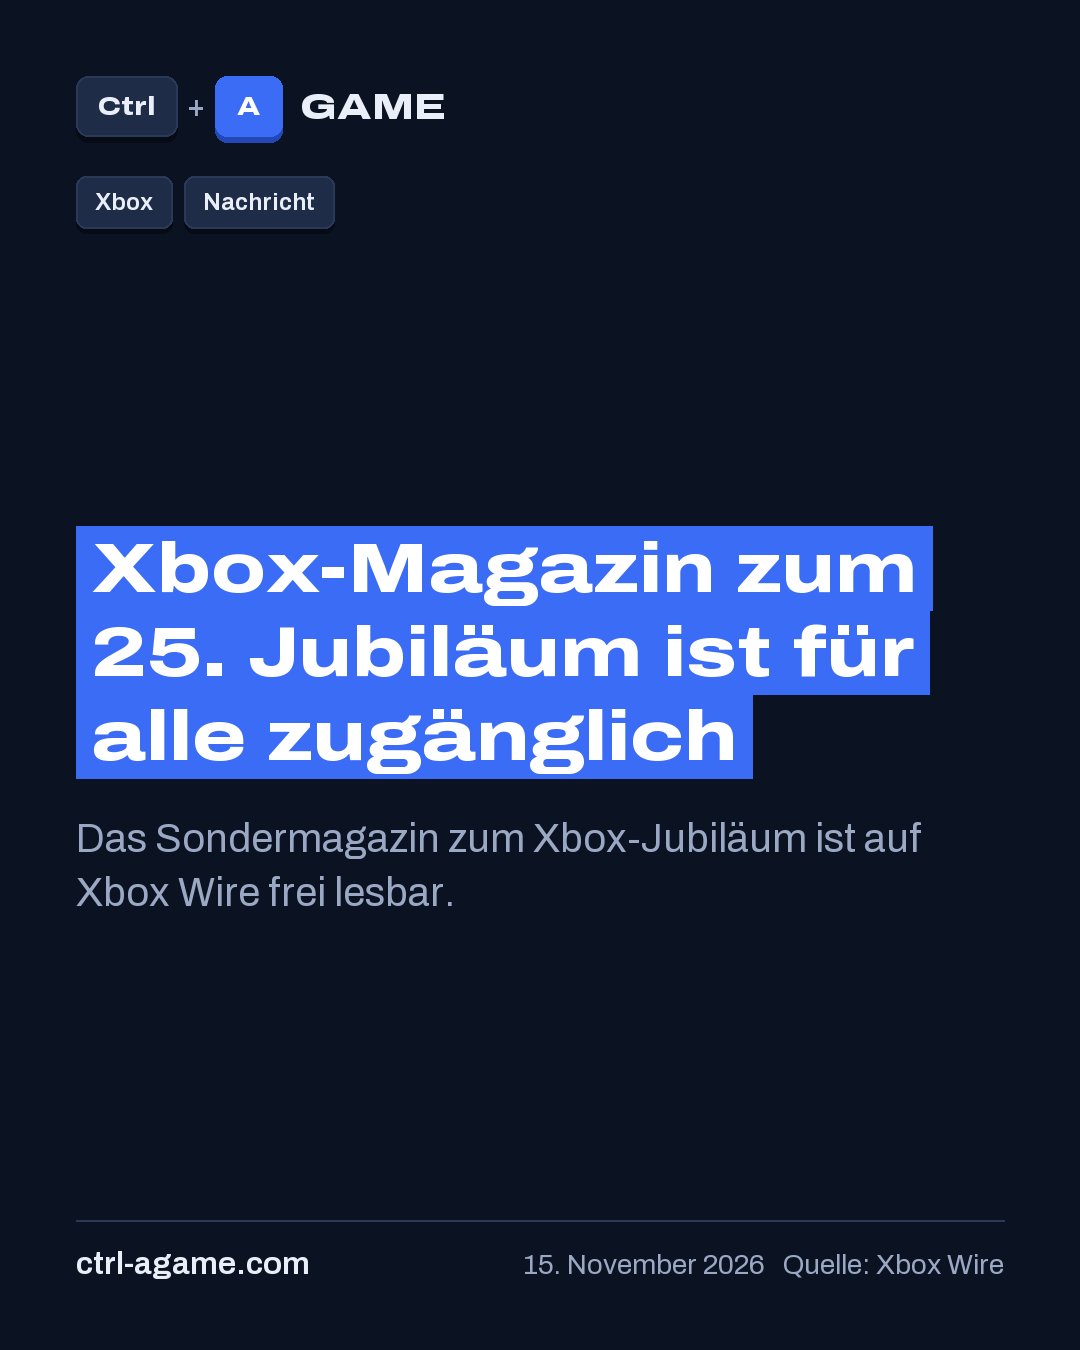 Ctrl + A GAME
Xbox Nachricht
Xbox-Magazin zum
25. Jubiläum ist für
alle zugänglich
Das Sondermagazin zum Xbox-Jubiläum ist auf
Xbox Wire frei lesbar.
ctrl-agame.com 15. November 2026 Quelle: Xbox Wire